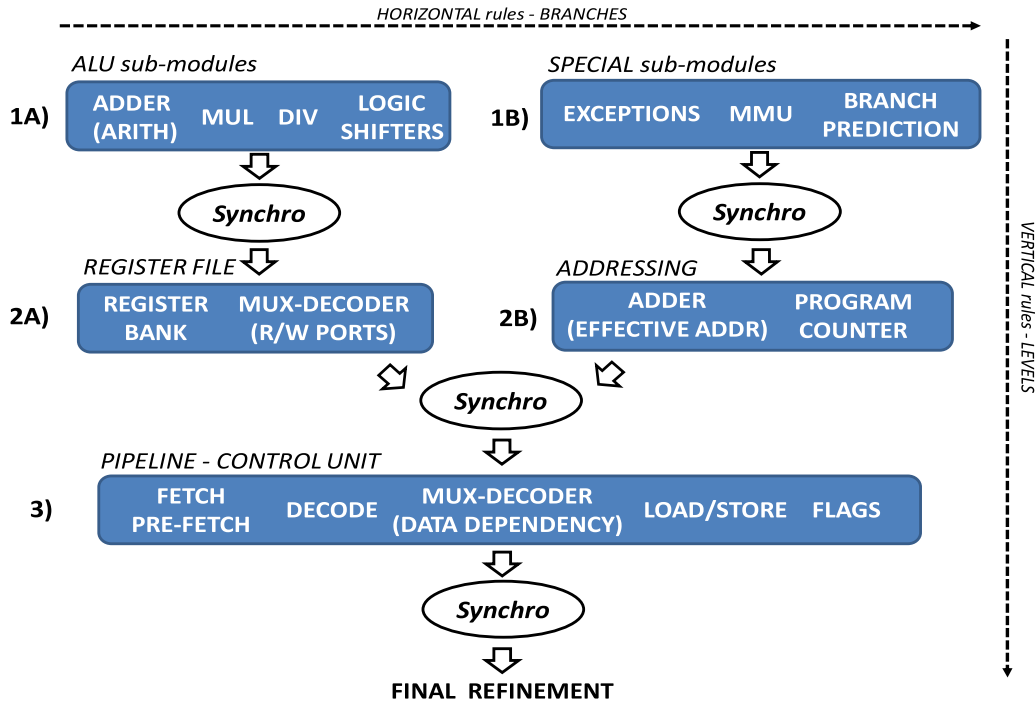 HORIZONTAL rules - BRANCHES
ALU sub-modules
1A)
ADDER
(ARITH)
MUL
DIV
LOGIC
SHIFTERS
SPECIAL sub-modules
1B)
EXCEPTIONS
MMU
BRANCH
PREDICTION
Synchro
Synchro
REGISTER FILE
2A)
REGISTER
BANK
MUX-DECODER
(R/W PORTS)
ADDRESSING
2B)
ADDER
(EFFECTIVE ADDR)
PROGRAM
COUNTER
VERTICAL rules - LEVELS
Synchro
PIPELINE - CONTROL UNIT
3)
FETCH
PRE-FETCH
DECODE
MUX-DECODER
(DATA DEPENDENCY)
LOAD/STORE
FLAGS
Synchro
FINAL REFINEMENT